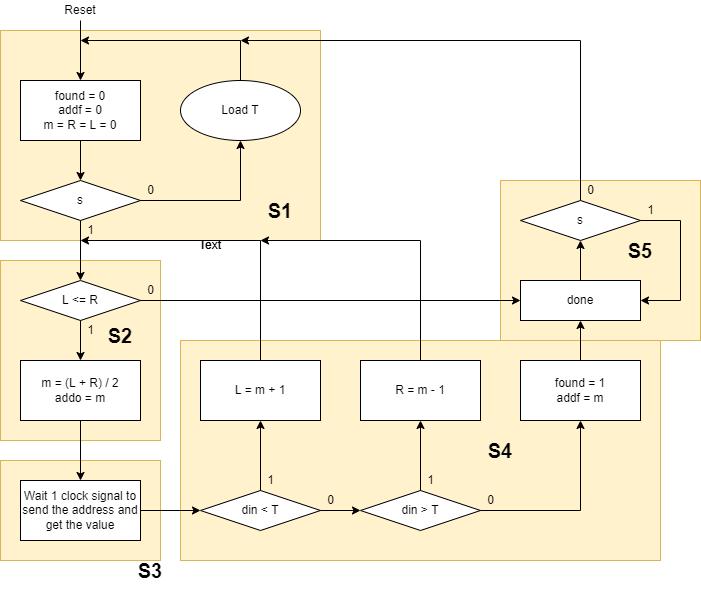 Reset
found = 0
addf = 0
m = R = L = 0
Load T
s
0
1
S1
Text
L <= R
0
1
S2
m = (L + R) / 2
addo = m
Wait 1 clock signal to
send the address and
get the value
S3
L = m + 1
R = m - 1
found = 1
addf = m
S4
din < T
1
0
din > T
1
0
s
0
1
S5
done